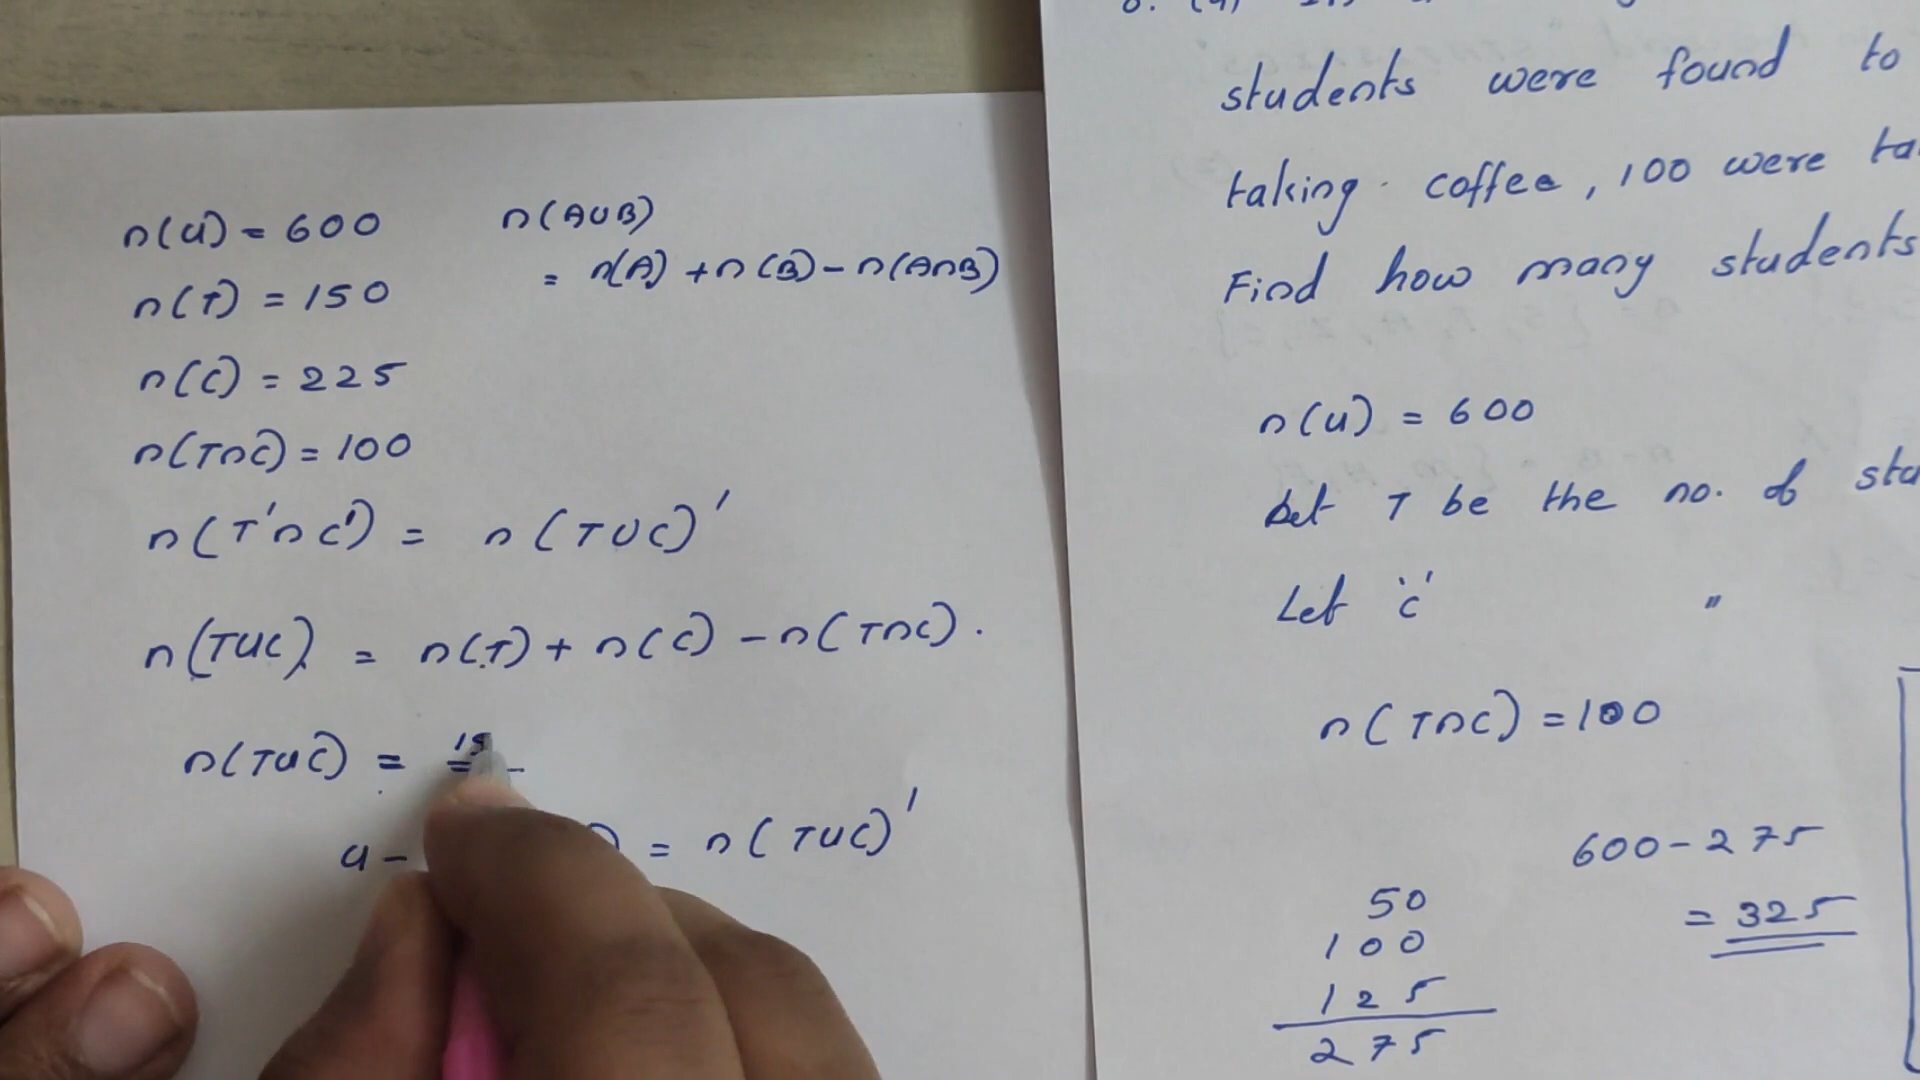 n(u) = 600
n(T) = 150
n(C) = 225
n(T∩C) = 100
n(A∪B)
= n(A) + n(B) - n(A∩B)
n(T'∩C') = n(T∪C)'
n(T∪C) = n(T) + n(C) - n(T∩C).
n(T∪C) =
u - = n(T∪C)'
students were found to
taking coffee, 100 were
Find how many students
n(u) = 600
Let T be the no. of
Let 'c' "
n(T∩C) = 100
600 - 275
= 325
50
100
125
275